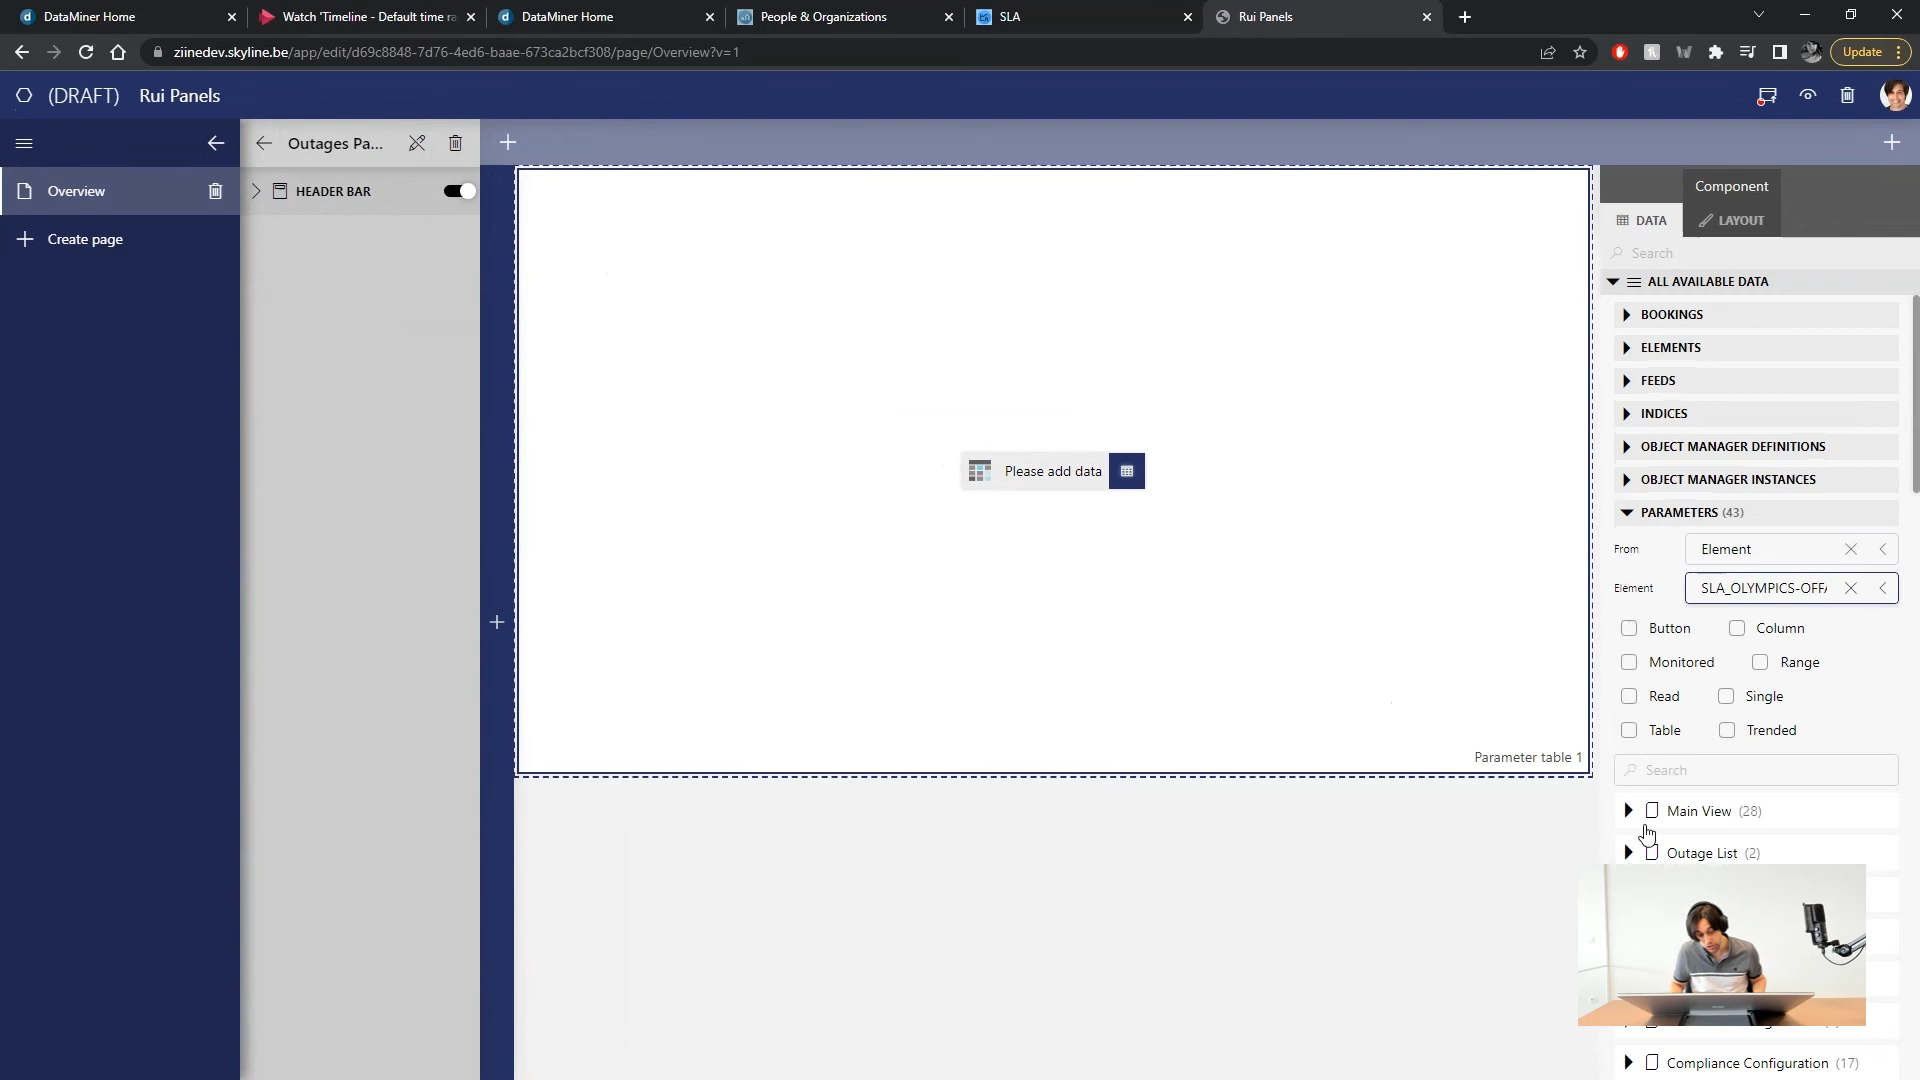 DataMiner Home
Watch 'Timeline - Default time ra
DataMiner Home
People & Organizations
SLA
Rui Panels
ziinedev.skyline.be/app/edit/d69c8848-7d76-4ed6-baae-673ca2bcf308/page/Overview?v=1
Update
(DRAFT) Rui Panels
Outages Pa...
Overview
HEADER BAR
Create page
Component
DATA
LAYOUT
Search
ALL AVAILABLE DATA
BOOKINGS
ELEMENTS
FEEDS
INDICES
OBJECT MANAGER DEFINITIONS
OBJECT MANAGER INSTANCES
PARAMETERS (43)
From Element
Element SLA_OLYMPICS-OFF
Button Column
Monitored Range
Read Single
Table Trended
Search
Main View (28)
Outage List (2)
Compliance Configuration (17)
Please add data
Parameter table 1